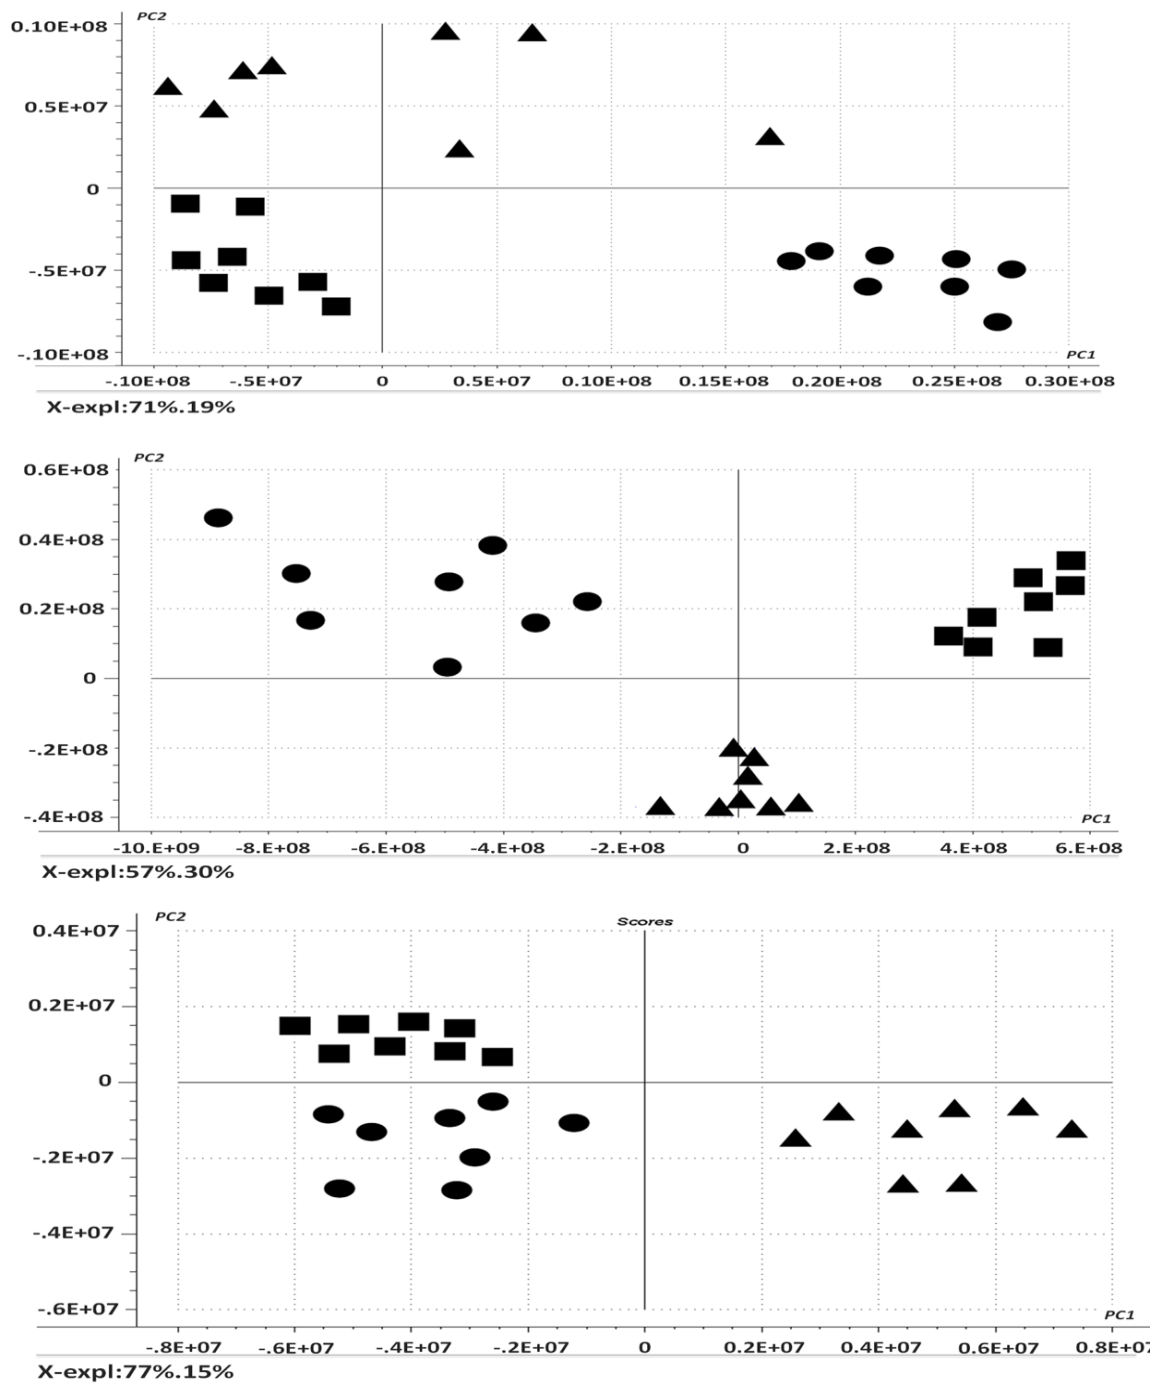 PC2
0.10E+08
0.5E+07
0
-.5E+07
-.10E+08
PC1
-.10E+08 -.5E+07 0 0.5E+07 0.10E+08 0.15E+08 0.20E+08 0.25E+08 0.30E+08
X-expl:71%.19%
PC2
0.6E+08
0.4E+08
0.2E+08
0
-.2E+08
-.4E+08
PC1
-10.E+09 -8.E+08 -6.E+08 -4.E+08 -2.E+08 0 2.E+08 4.E+08 6.E+08
X-expl:57%.30%
PC2
Scores
0.4E+07
0.2E+07
0
-.2E+07
-.4E+07
-.6E+07
PC1
-.8E+07 -.6E+07 -.4E+07 -.2E+07 0 0.2E+07 0.4E+07 0.6E+07 0.8E+07
X-expl:77%.15%